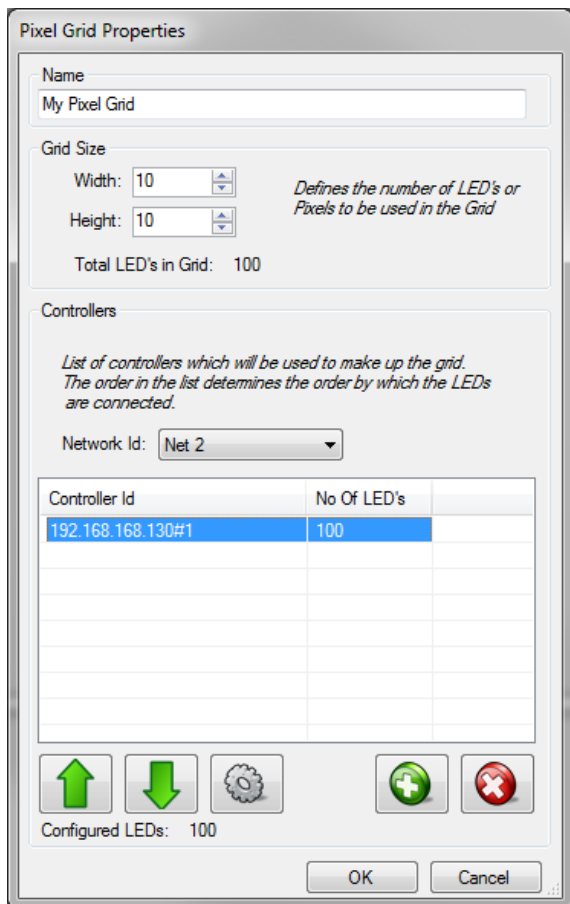 Pixel Grid Properties
Name
My Pixel Grid
Grid Size
Width: 10
Height: 10
Defines the number of LED's or
Pixels to be used in the Grid
Total LED's in Grid: 100
Controllers
List of controllers which will be used to make up the grid.
The order in the list determines the order by which the LEDs
are connected.
Network Id: Net 2
Controller Id No Of LED's
192.168.168.130#1 100
Configured LEDs: 100
OK Cancel